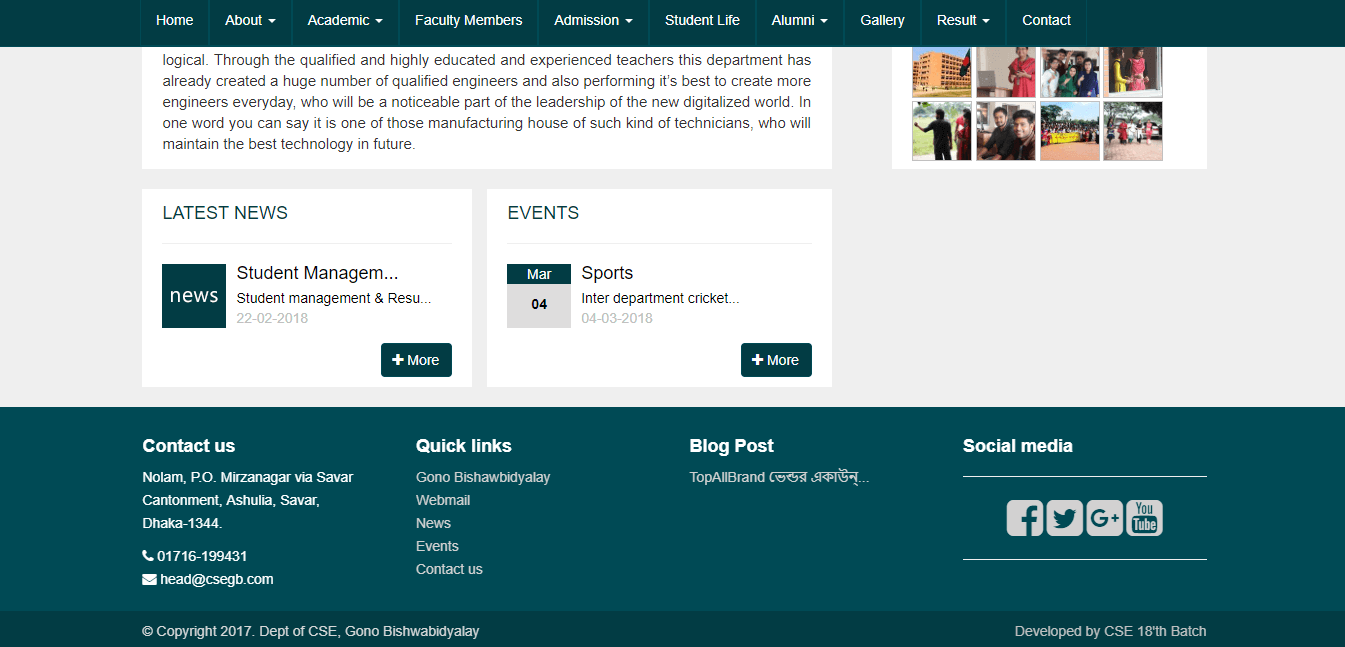 Home About Academic Faculty Members Admission Student Life Alumni Gallery Result Contact
logical. Through the qualified and highly educated and experienced teachers this department has
already created a huge number of qualified engineers and also performing it's best to create more
engineers everyday, who will be a noticeable part of the leadership of the new digitalized world. In
one word you can say it is one of those manufacturing house of such kind of technicians, who will
maintain the best technology in future.
LATEST NEWS
news
Student Managem...
Student management & Resu...
22-02-2018
More
EVENTS
Mar
04
Sports
Inter department cricket...
04-03-2018
More
Contact us
Nolam, P.O. Mirzanagar via Savar
Cantonment, Ashulia, Savar,
Dhaka-1344.
01716-199431
head@csegb.com
Quick links
Gono Bishawbidyalay
Webmail
News
Events
Contact us
Blog Post
TopAllBrand ভেন্ডর একাউন্...
Social media
G+
You
Tube
© Copyright 2017. Dept of CSE, Gono Bishwabidyalay
Developed by CSE 18'th Batch